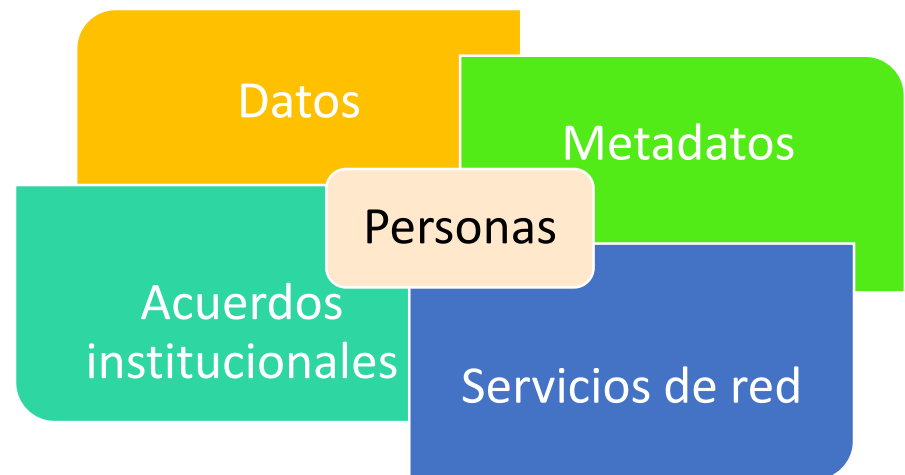 Datos
Metadatos
Personas
Acuerdos
institucionales
Servicios de red